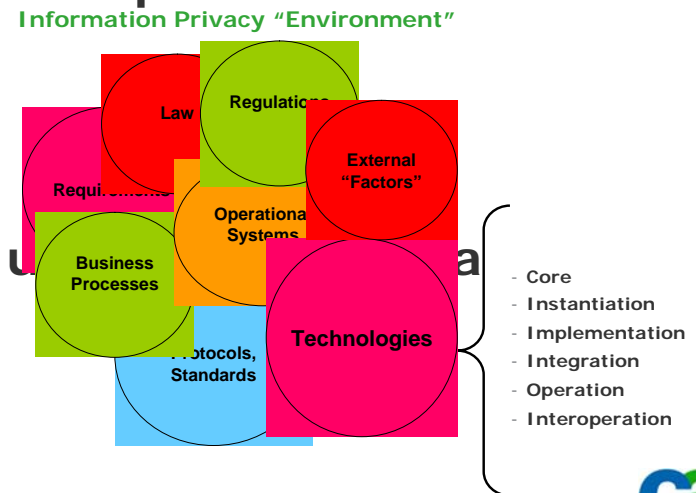 Information Privacy “Environment”
Law
Regulations
External
“Factors”
Requirements
Operational
Systems
Business
Processes
Technologies
Protocols,
Standards
- Core
- Instantiation
- Implementation
- Integration
- Operation
- Interoperation